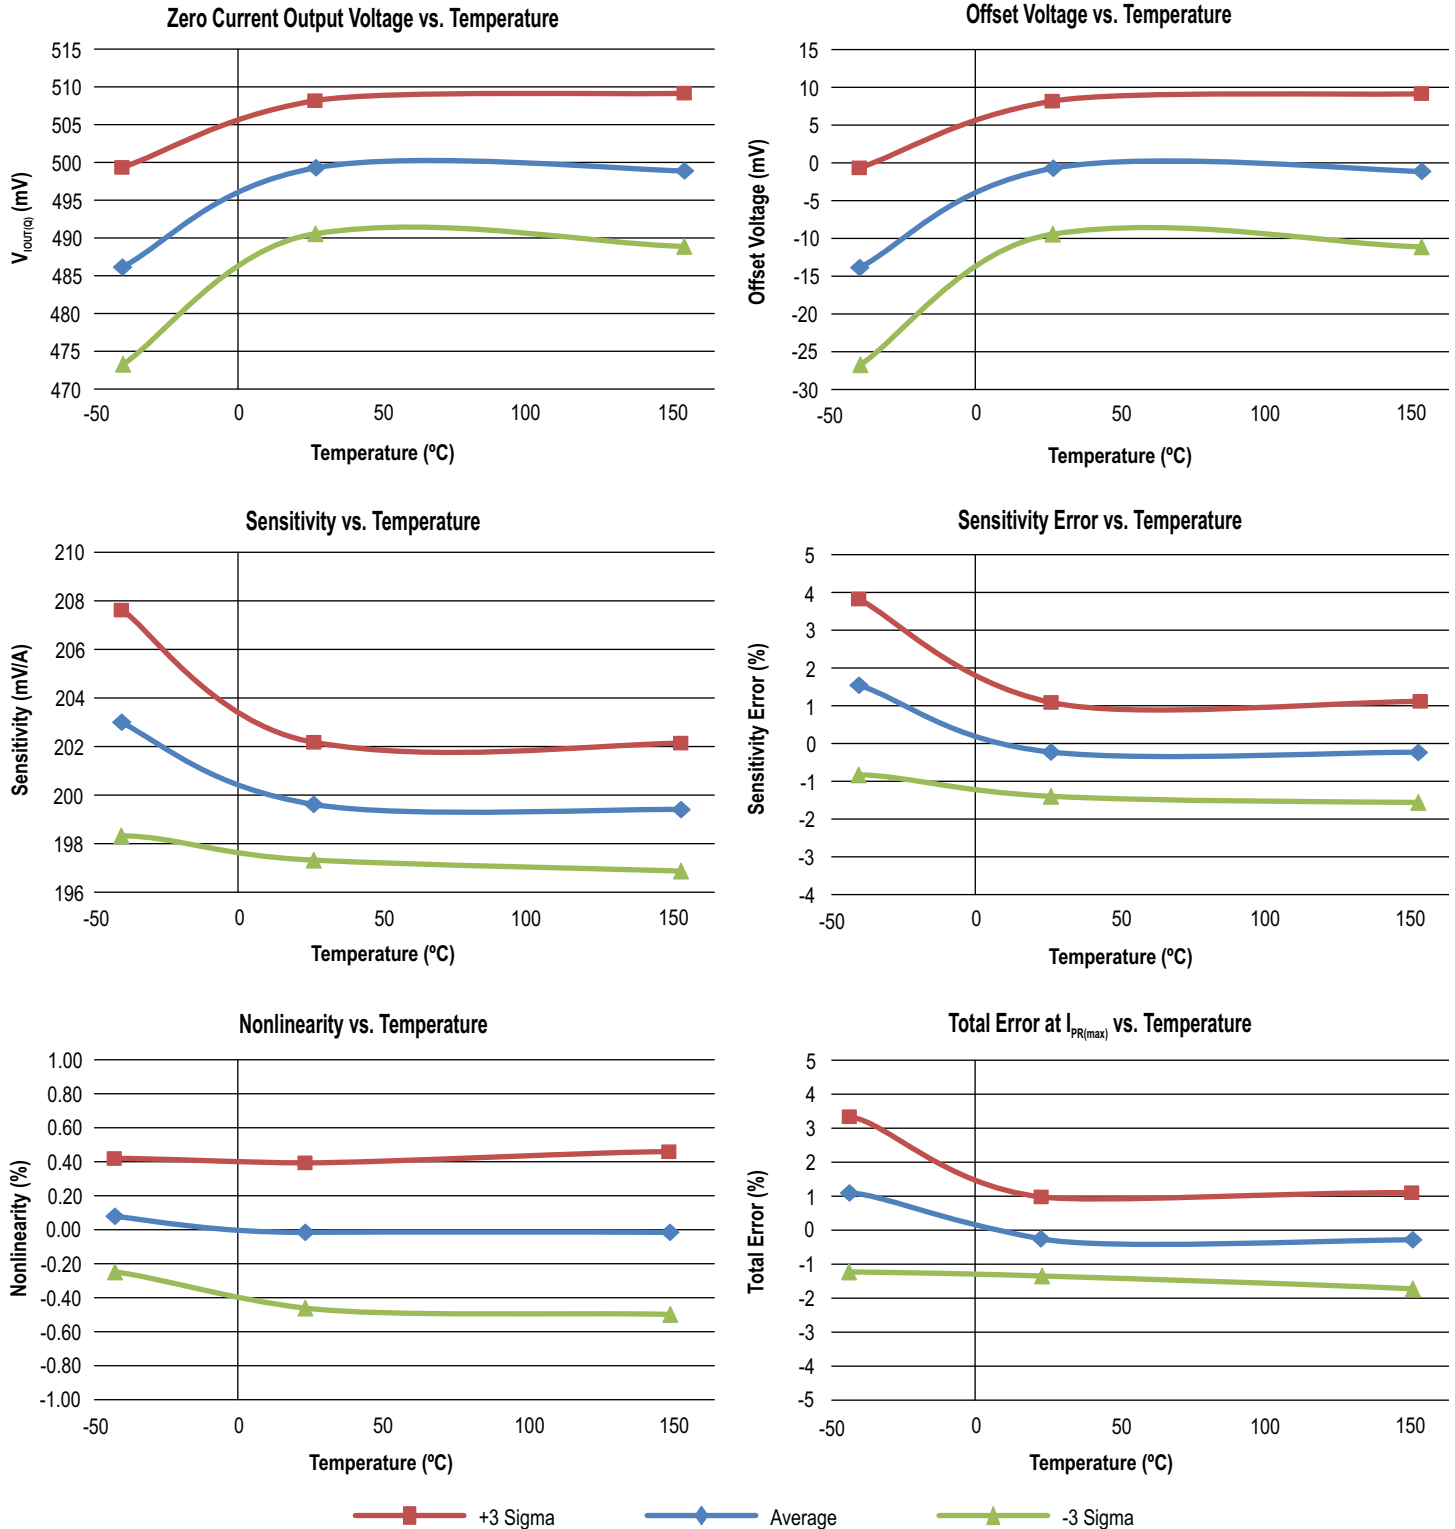 Zero Current Output Voltage vs. Temperature
515
510
505
500
495
490
485
480
475
470
V_IOUT(Q) (mV)
-50 0 50 100 150
Temperature (ºC)
Offset Voltage vs. Temperature
15
10
5
0
-5
-10
-15
-20
-25
-30
Offset Voltage (mV)
-50 0 50 100 150
Temperature (ºC)
Sensitivity vs. Temperature
210
208
206
204
202
200
198
196
Sensitivity (mV/A)
-50 0 50 100 150
Temperature (ºC)
Sensitivity Error vs. Temperature
5
4
3
2
1
0
-1
-2
-3
-4
Sensitivity Error (%)
-50 0 50 100 150
Temperature (ºC)
Nonlinearity vs. Temperature
1.00
0.80
0.60
0.40
0.20
0.00
-0.20
-0.40
-0.60
-0.80
-1.00
Nonlinearity (%)
-50 0 50 100 150
Temperature (ºC)
Total Error at I_PR(max) vs. Temperature
5
4
3
2
1
0
-1
-2
-3
-4
-5
Total Error (%)
-50 0 50 100 150
Temperature (ºC)
+3 Sigma Average -3 Sigma